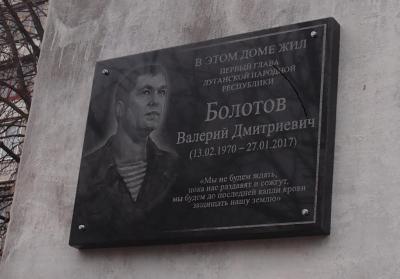 В ЭТОМ ДОМЕ ЖИЛ
ПЕРВЫЙ ГЛАВА
ЛУГАНСКОЙ НАРОДНОЙ
РЕСПУБЛИКИ
Болотов
Валерий Дмитриевич
(13.02.1970 – 27.01.2017)
«Мы не будем ждать,
пока нас раздавят и сожгут,
мы будем до последней капли крови
защищать нашу землю»